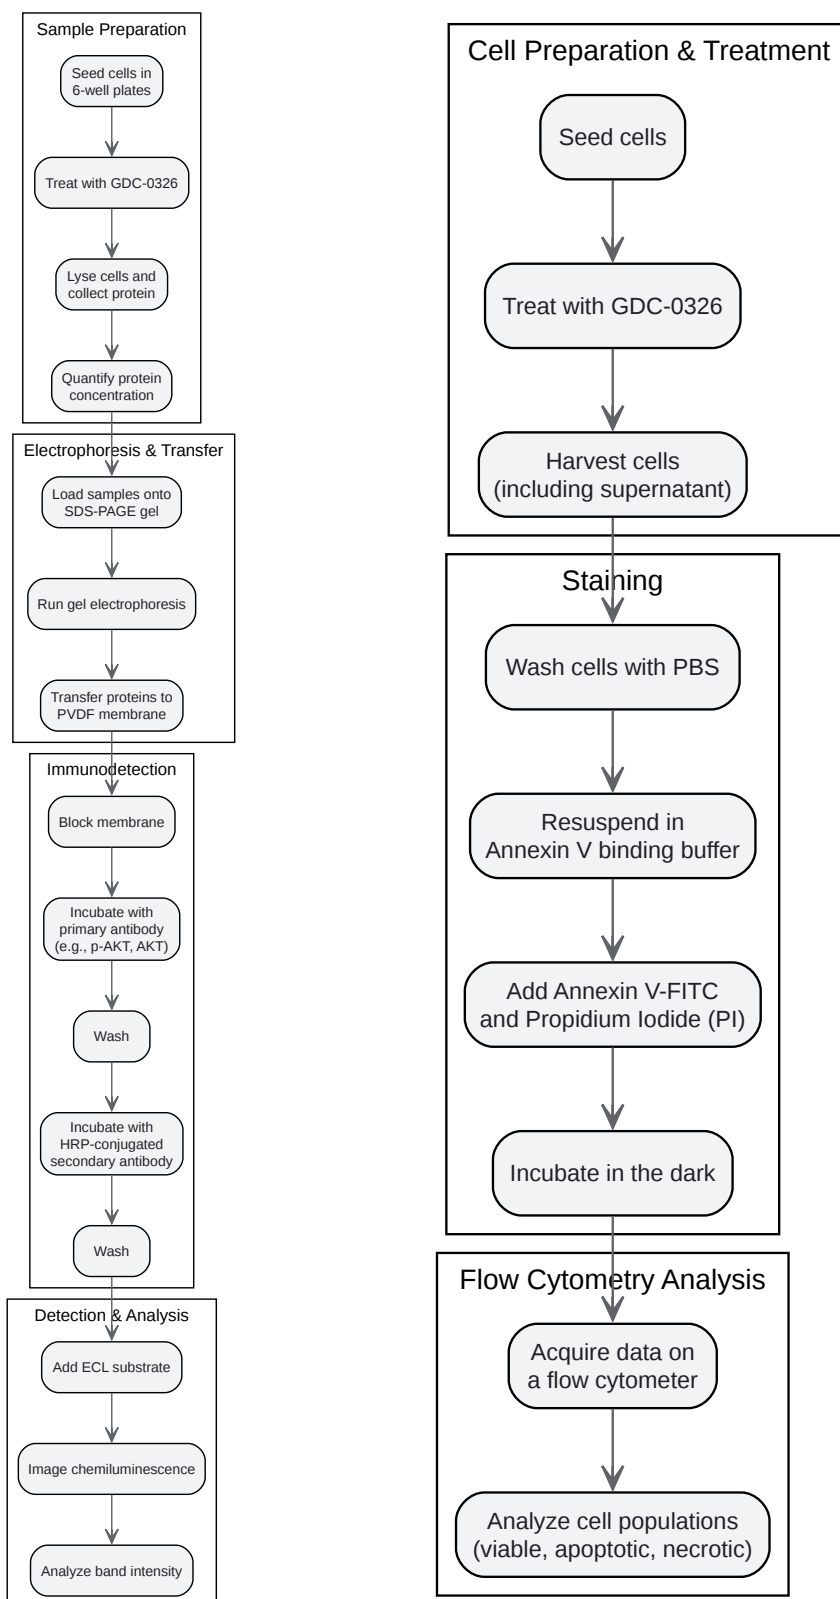 Sample Preparation
Seed cells in
6-well plates
Treat with GDC-0326
Lyse cells and
collect protein
Quantify protein
concentration
Electrophoresis & Transfer
Load samples onto
SDS-PAGE gel
Run gel electrophoresis
Transfer proteins to
PVDF membrane
Immunodetection
Block membrane
Incubate with
primary antibody
(e.g., p-AKT, AKT)
Wash
Incubate with
HRP-conjugated
secondary antibody
Wash
Detection & Analysis
Add ECL substrate
Image chemiluminescence
Analyze band intensity
Cell Preparation & Treatment
Seed cells
Treat with GDC-0326
Harvest cells
(including supernatant)
Staining
Wash cells with PBS
Resuspend in
Annexin V binding buffer
Add Annexin V-FITC
and Propidium Iodide (PI)
Incubate in the dark
Flow Cytometry Analysis
Acquire data on
a flow cytometer
Analyze cell populations
(viable, apoptotic, necrotic)